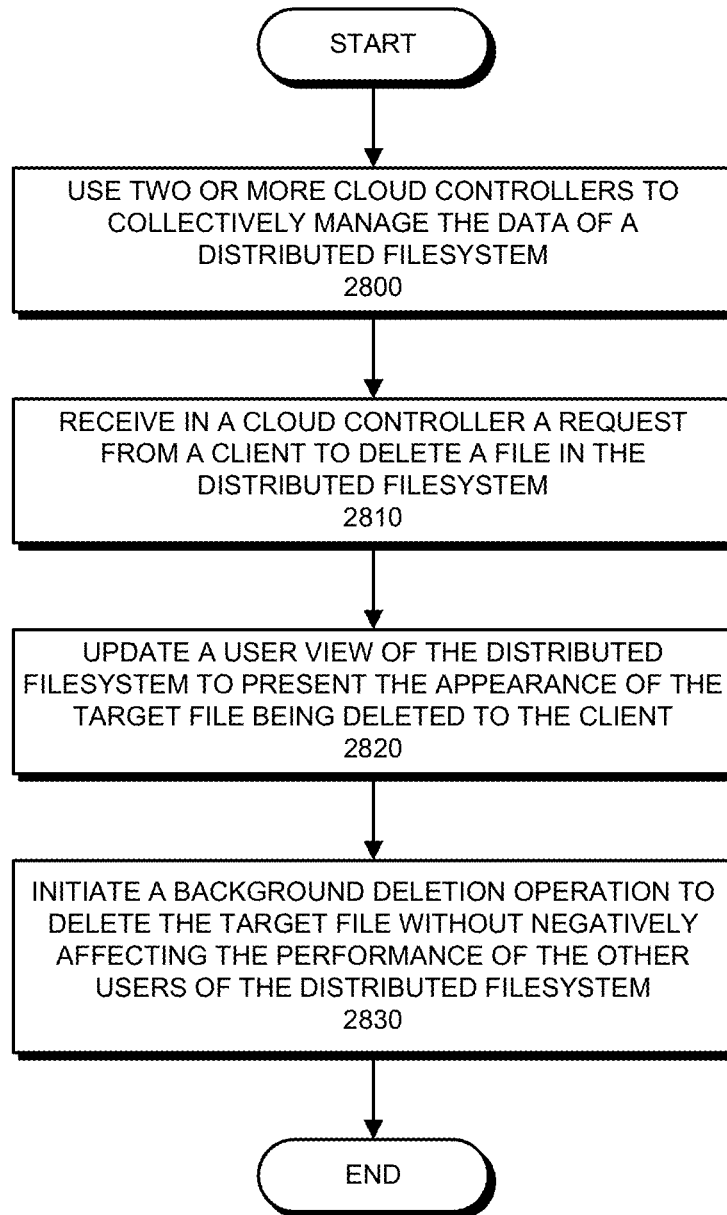 START
USE TWO OR MORE CLOUD CONTROLLERS TO
COLLECTIVELY MANAGE THE DATA OF A
DISTRIBUTED FILESYSTEM
2800
RECEIVE IN A CLOUD CONTROLLER A REQUEST
FROM A CLIENT TO DELETE A FILE IN THE
DISTRIBUTED FILESYSTEM
2810
UPDATE A USER VIEW OF THE DISTRIBUTED
FILESYSTEM TO PRESENT THE APPEARANCE OF THE
TARGET FILE BEING DELETED TO THE CLIENT
2820
INITIATE A BACKGROUND DELETION OPERATION TO
DELETE THE TARGET FILE WITHOUT NEGATIVELY
AFFECTING THE PERFORMANCE OF THE OTHER
USERS OF THE DISTRIBUTED FILESYSTEM
2830
END